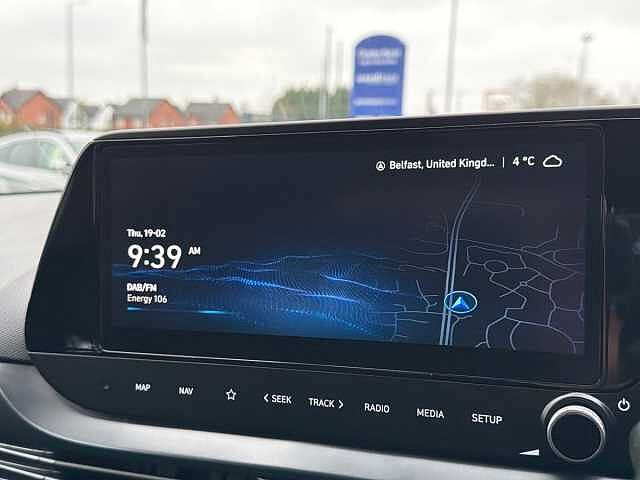 Belfast, United Kingd... | 4 °C
Thu, 19-02
9:39 AM
DAB/FM
Energy 106
MAP
NAV
< SEEK
TRACK >
RADIO
MEDIA
SETUP